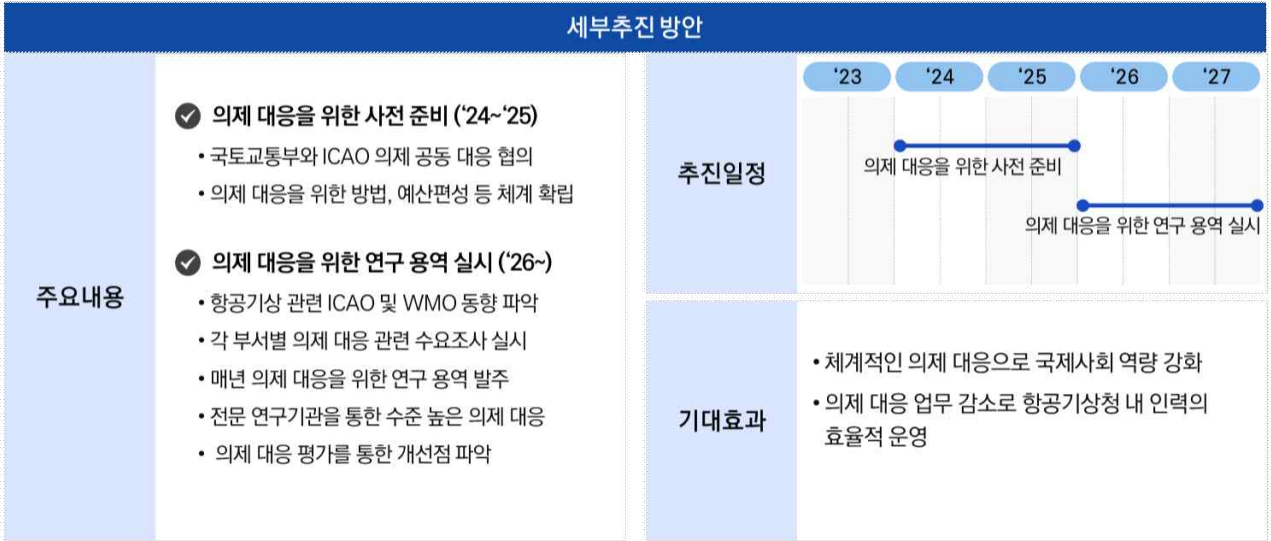 세부추진 방안
주요내용
의제 대응을 위한 사전 준비 (‘24~‘25)
• 국토교통부와 ICAO 의제 공동 대응 협의
• 의제 대응을 위한 방법, 예산편성 등 체계 확립
의제 대응을 위한 연구 용역 실시 (‘26~)
• 항공기상 관련 ICAO 및 WMO 동향 파악
• 각 부서별 의제 대응 관련 수요조사 실시
• 매년 의제 대응을 위한 연구 용역 발주
• 전문 연구기관을 통한 수준 높은 의제 대응
• 의제 대응 평가를 통한 개선점 파악
추진일정
‘23 ‘24 ‘25 ‘26 ‘27
의제 대응을 위한 사전 준비
의제 대응을 위한 연구 용역 실시
기대효과
• 체계적인 의제 대응으로 국제사회 역량 강화
• 의제 대응 업무 감소로 항공기상청 내 인력의
효율적 운영